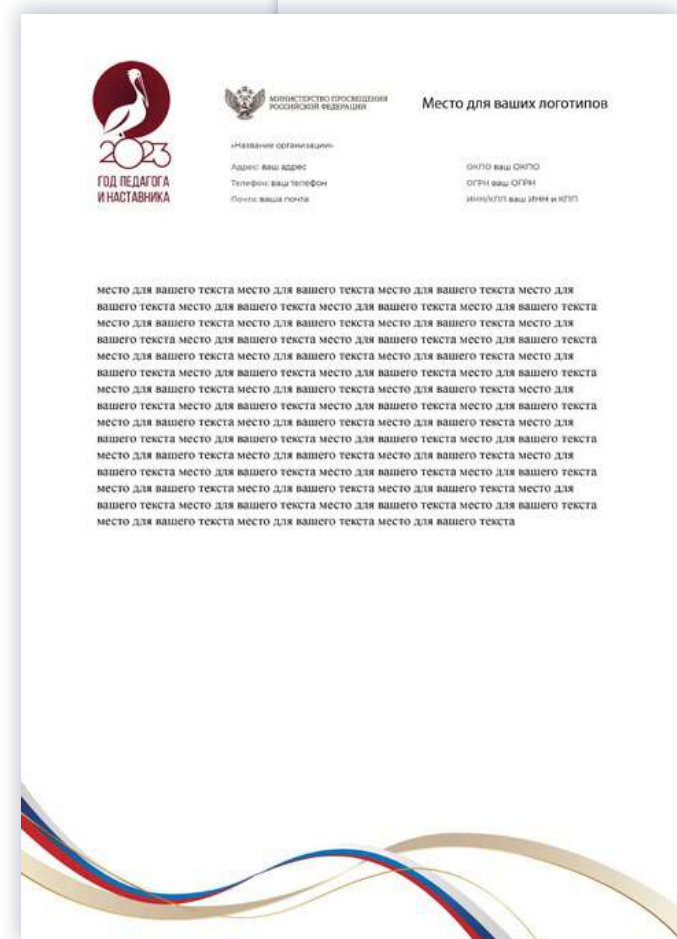 2023
ГОД ПЕДАГОГА
И НАСТАВНИКА
МИНИСТЕРСТВО ПРОСВЕЩЕНИЯ
РОССИЙСКОЙ ФЕДЕРАЦИИ
Место для ваших логотипов
«Название организации»
Адрес: ваш адрес
Телефон: ваш телефон
Почта: ваша почта
ОКПО ваш ОКПО
ОГРН ваш ОГРН
ИНН/КПП ваш ИНН и КПП
место для вашего текста место для вашего текста место для вашего текста место для
вашего текста место для вашего текста место для вашего текста место для вашего текста
место для вашего текста место для вашего текста место для вашего текста место для
вашего текста место для вашего текста место для вашего текста место для вашего текста
место для вашего текста место для вашего текста место для вашего текста место для
вашего текста место для вашего текста место для вашего текста место для вашего текста
место для вашего текста место для вашего текста место для вашего текста место для
вашего текста место для вашего текста место для вашего текста место для вашего текста
место для вашего текста место для вашего текста место для вашего текста место для
вашего текста место для вашего текста место для вашего текста место для вашего текста
место для вашего текста место для вашего текста место для вашего текста место для
вашего текста место для вашего текста место для вашего текста место для вашего текста
место для вашего текста место для вашего текста место для вашего текста место для
вашего текста место для вашего текста место для вашего текста место для вашего текста
место для вашего текста место для вашего текста место для вашего текста